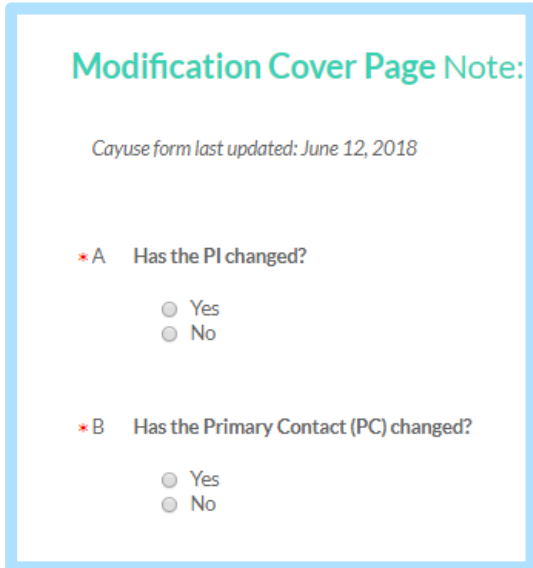 Modification Cover Page Note:
Cayuse form last updated: June 12, 2018
* A Has the PI changed?
Yes
No
* B Has the Primary Contact (PC) changed?
Yes
No